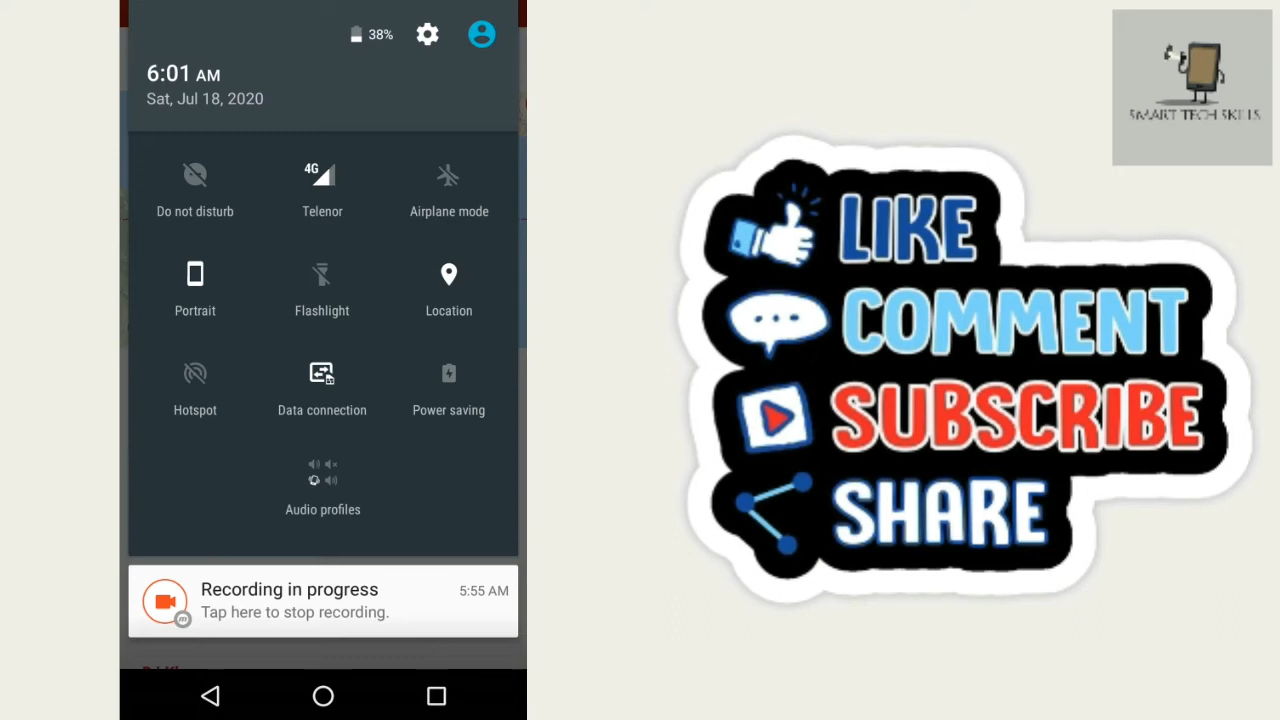 38%
6:01 AM
Sat, Jul 18, 2020
Do not disturb
4G
Telenor
Airplane mode
Portrait
Flashlight
Location
Hotspot
Data connection
Power saving
Audio profiles
Recording in progress
5:55 AM
Tap here to stop recording.
LIKE
COMMENT
SUBSCRIBE
SHARE
SMART TECH SKILLS